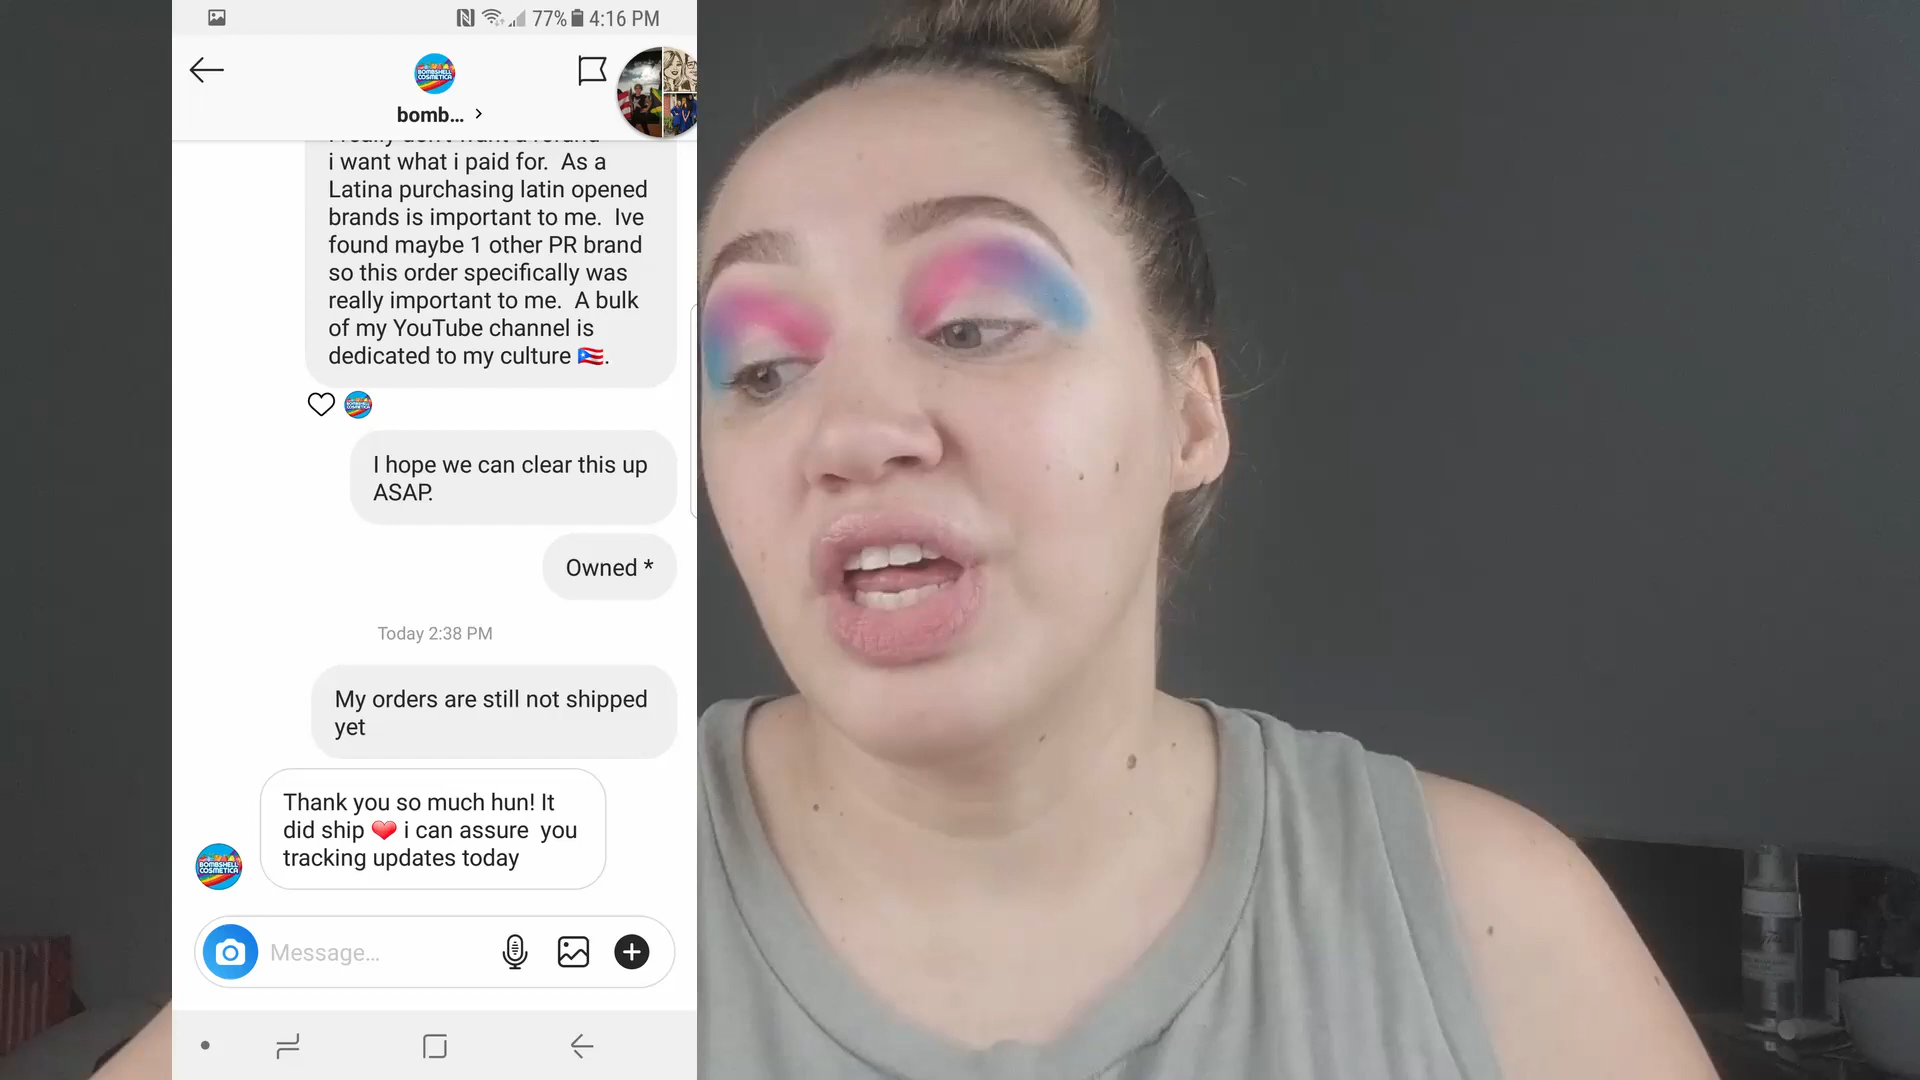 77% 4:16 PM
BOMBSHELL
COSMETICA
bomb...
i want what i paid for. As a
Latina purchasing latin opened
brands is important to me. Ive
found maybe 1 other PR brand
so this order specifically was
really important to me. A bulk
of my YouTube channel is
dedicated to my culture 🇵🇷.
I hope we can clear this up
ASAP.
Owned *
Today 2:38 PM
My orders are still not shipped
yet
Thank you so much hun! It
did ship ❤️ i can assure you
tracking updates today
BOMBSHELL
COSMETICA
Message...